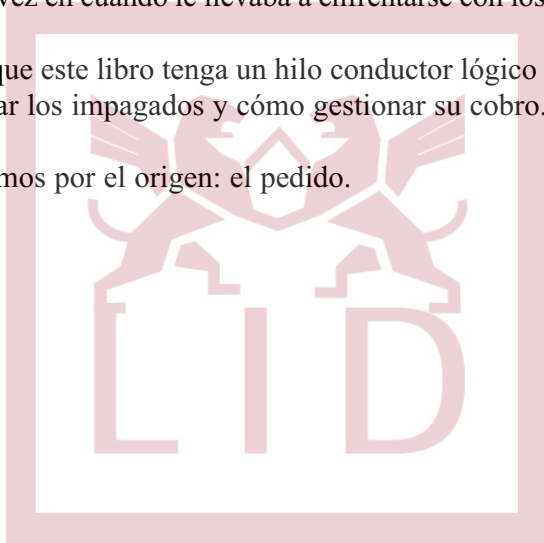 vez en cuando le llevaba a enfrentarse con los
que este libro tenga un hilo conductor lógico
ar los impagados y cómo gestionar su cobro.
mos por el origen: el pedido.
LID